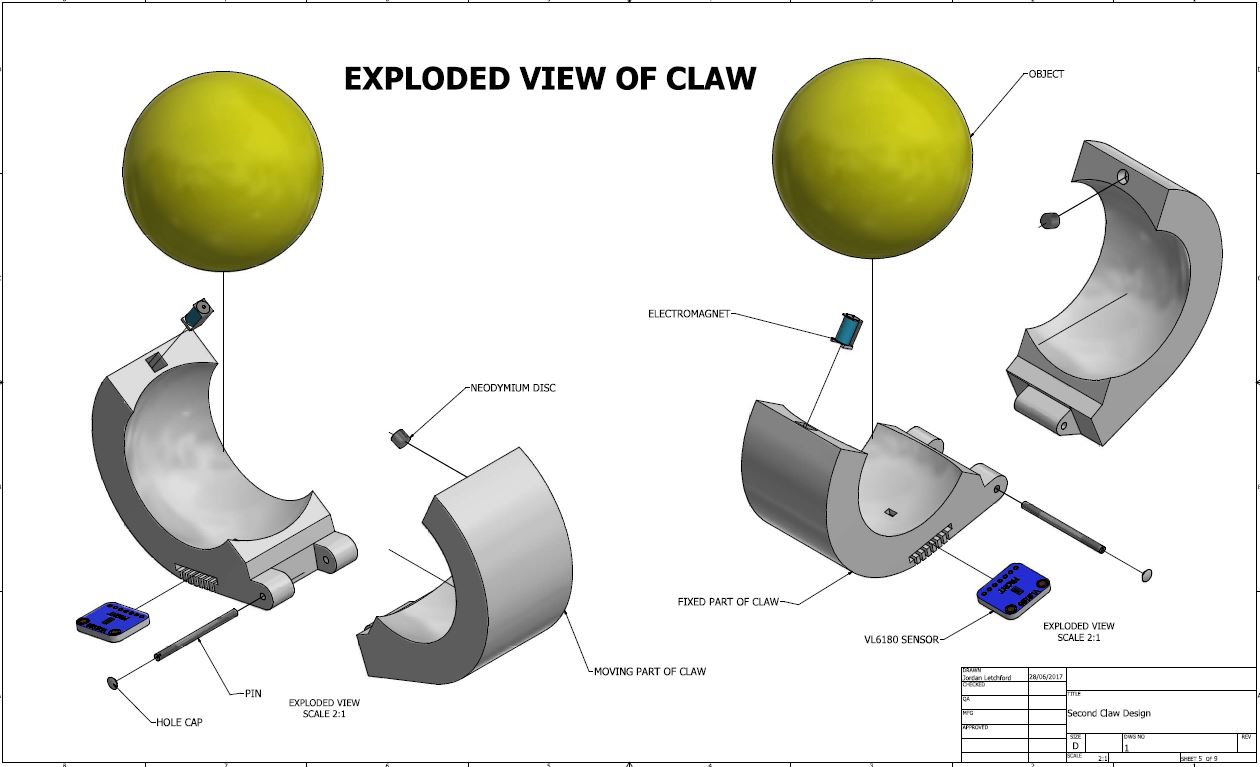 EXPLODED VIEW OF CLAW
OBJECT
ELECTROMAGNET
NEODYMIUM DISC
FIXED PART OF CLAW
VL6180 SENSOR
EXPLODED VIEW
SCALE 2:1
MOVING PART OF CLAW
PIN
HOLE CAP
EXPLODED VIEW
SCALE 2:1
DRAWN
Jordan Letchford
28/06/2017
CHECKED
QA
MFG
APPROVED
TITLE
Second Claw Design
SIZE
D
DWG NO
1
REV
SCALE
2:1
SHEET 5 OF 9